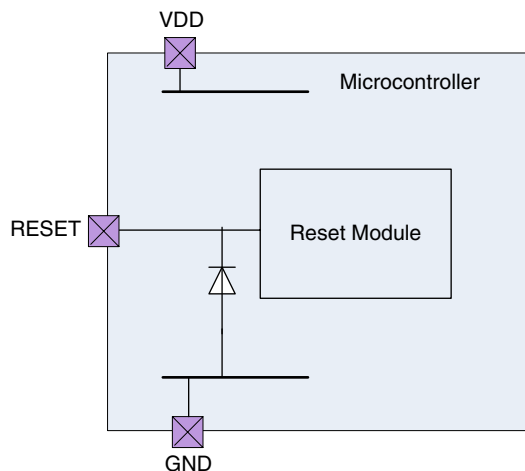 VDD
Microcontroller
RESET
Reset Module
GND